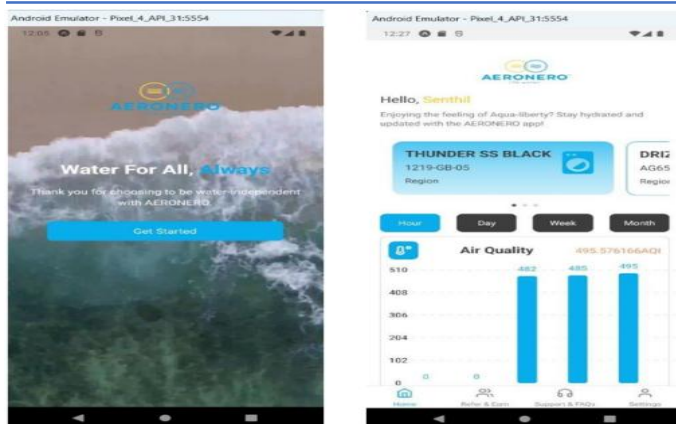 Android Emulator - Pixel_4_API_31:5554
12:05
AERONERO
Water For All, Always
Thank you for choosing to be water-independent
with AERONERO
Get Started
Android Emulator - Pixel_4_API_31:5554
12:27
AERONERO
Hello, Senthil
Enjoying the feeling of Aqua-liberty? Stay hydrated and
updated with the AERONERO app!
THUNDER SS BLACK
1219-GB-05
Region
DRIZ
AG65
Region
Hour Day Week Month
Air Quality 495.576166AQI
510
482 485 495
408
306
204
102
0 0 0
Home Refer & Earn Support & FAQs Settings